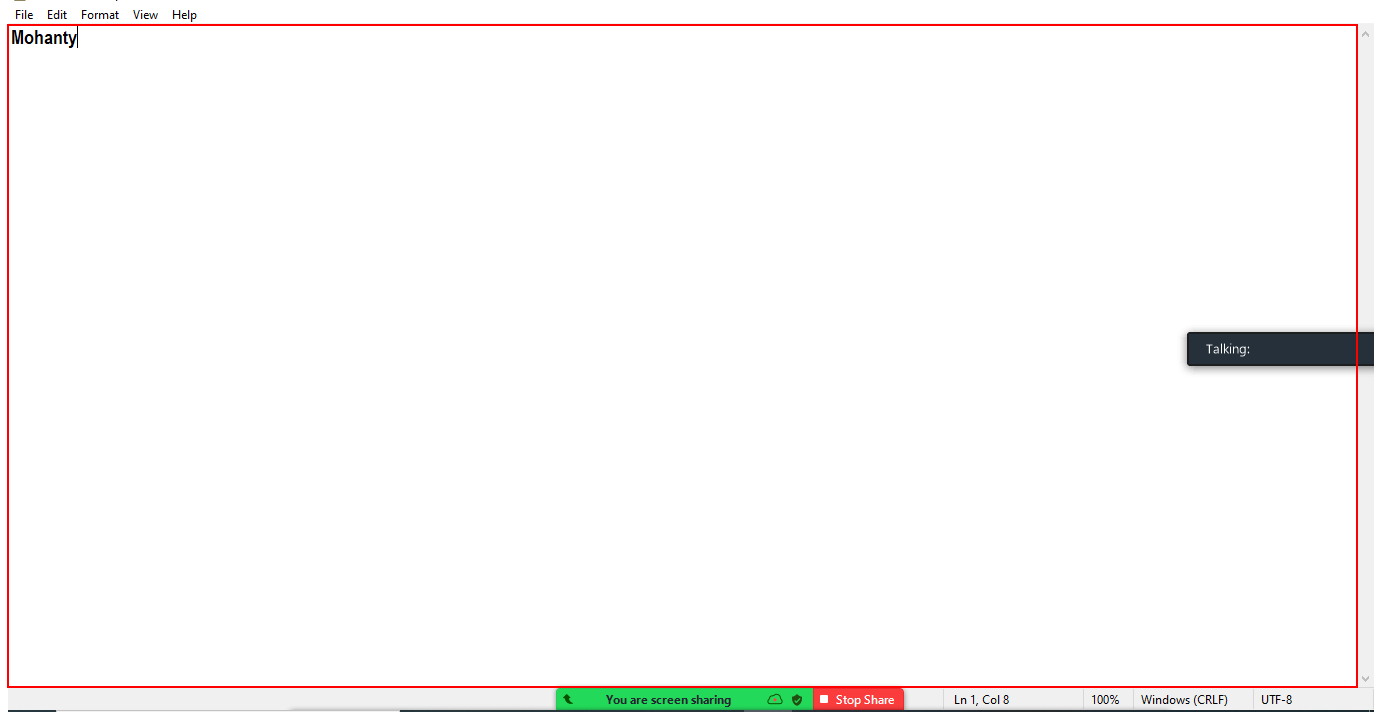 File Edit Format View Help
Mohanty
Talking:
You are screen sharing Stop Share Ln 1, Col 8 100% Windows (CRLF) UTF-8